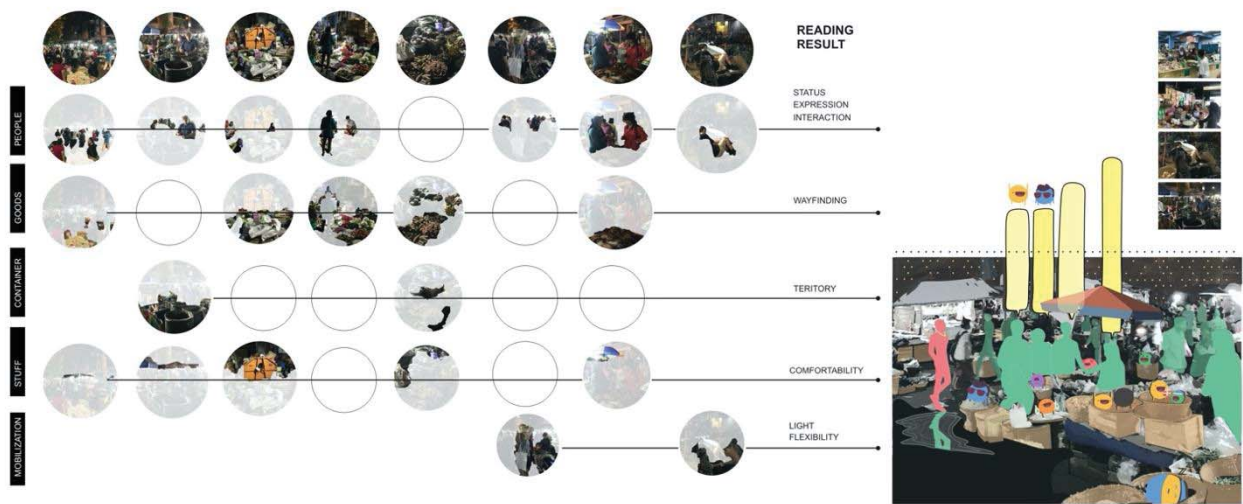 READING
RESULT
PEOPLE
STATUS
EXPRESSION
INTERACTION
GOODS
WAYFINDING
CONTAINER
TERITORY
STUFF
COMFORTABILITY
MOBILIZATION
LIGHT
FLEXIBILITY